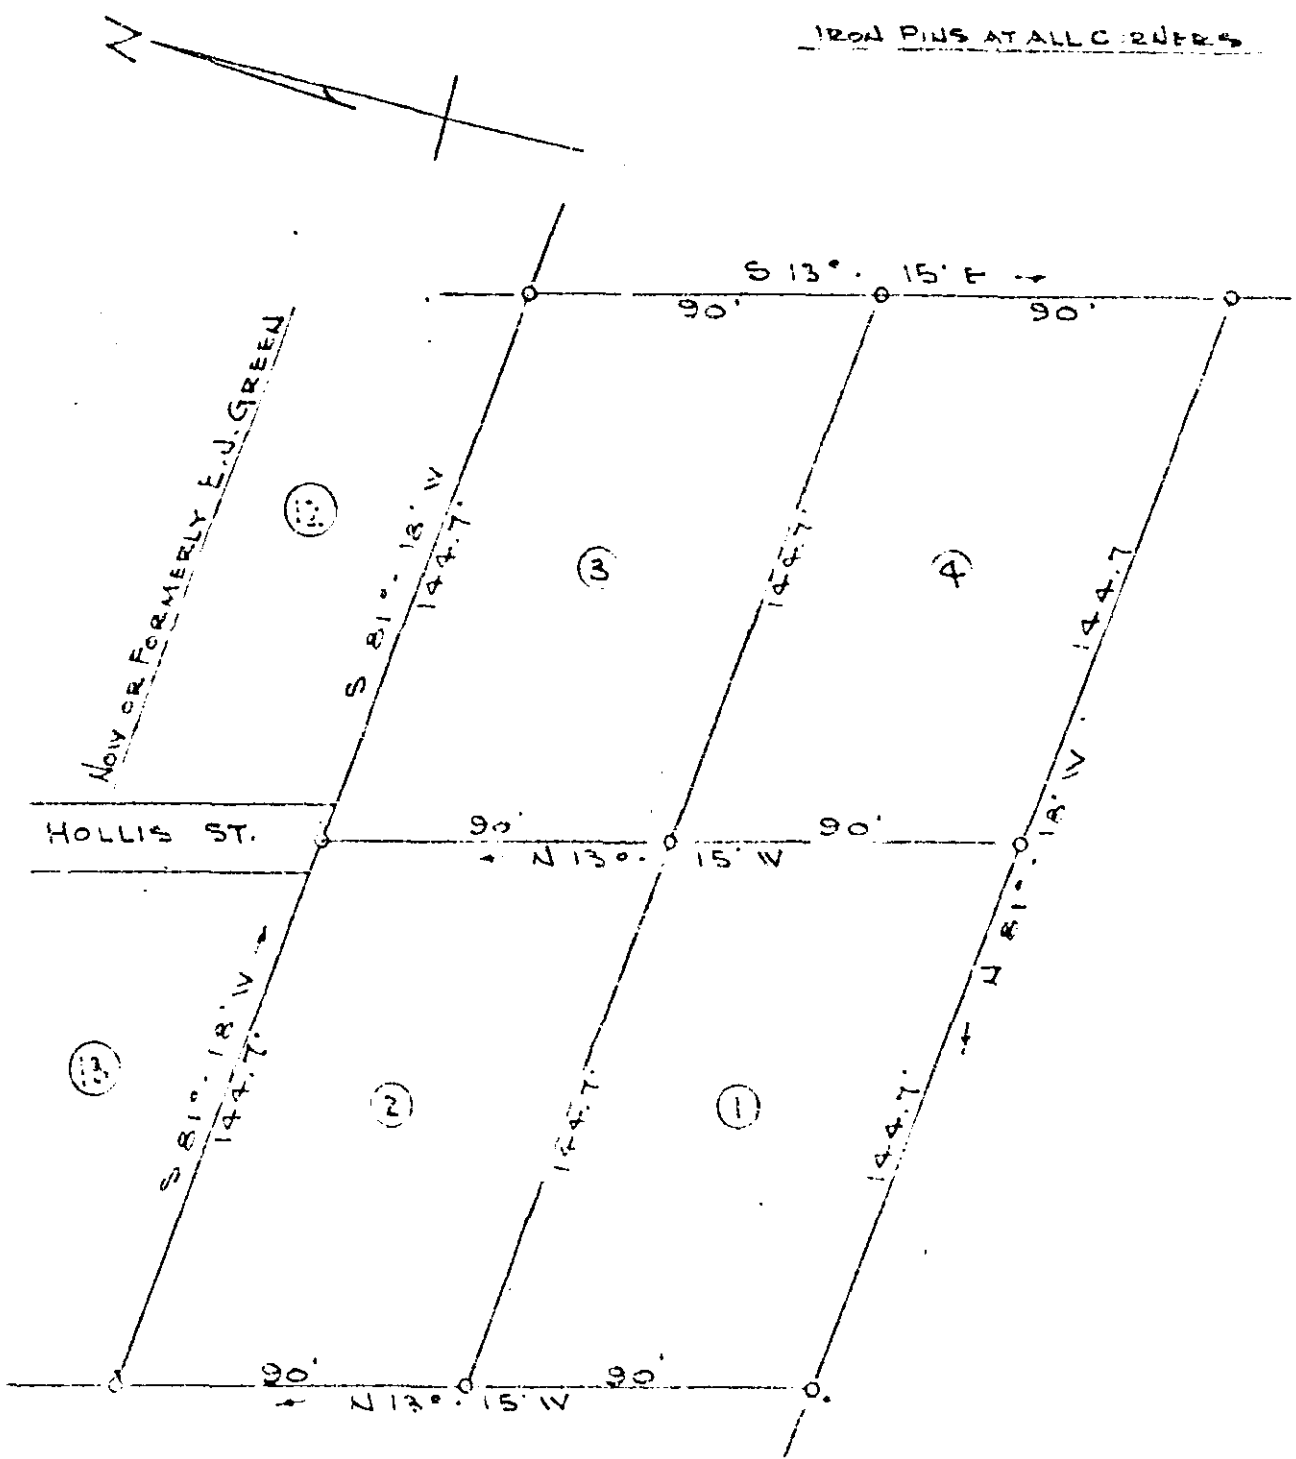 N
IRON PINS AT ALL C RNERS
S 13°. 15' E
90'
90'
NOW OR FORMERLY E.J. GREEN
S 81°. 18' W
144.7'
3
144.7'
4
144.7
HOLLIS ST.
90'
90'
N 13°. 15' W
N 81°. 18' W
S 81°. 18' W
144.7'
13
2
144.7'
1
144.7'
90'
90'
N 13°. 15' W